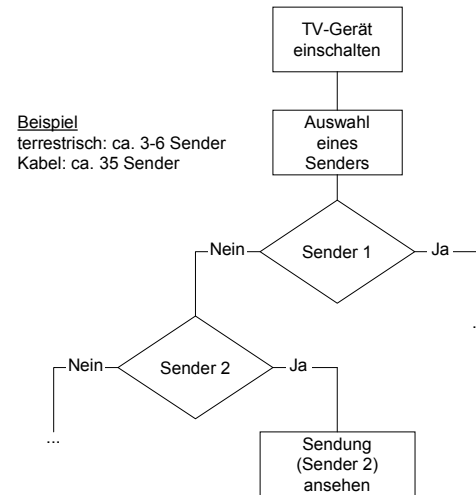 TV-Gerät
einschalten
Beispiel
terrestrisch: ca. 3-6 Sender
Kabel: ca. 35 Sender
Auswahl
eines
Senders
Nein
Sender 1
Ja
.
Nein
Sender 2
Ja
...
Sendung
(Sender 2)
ansehen